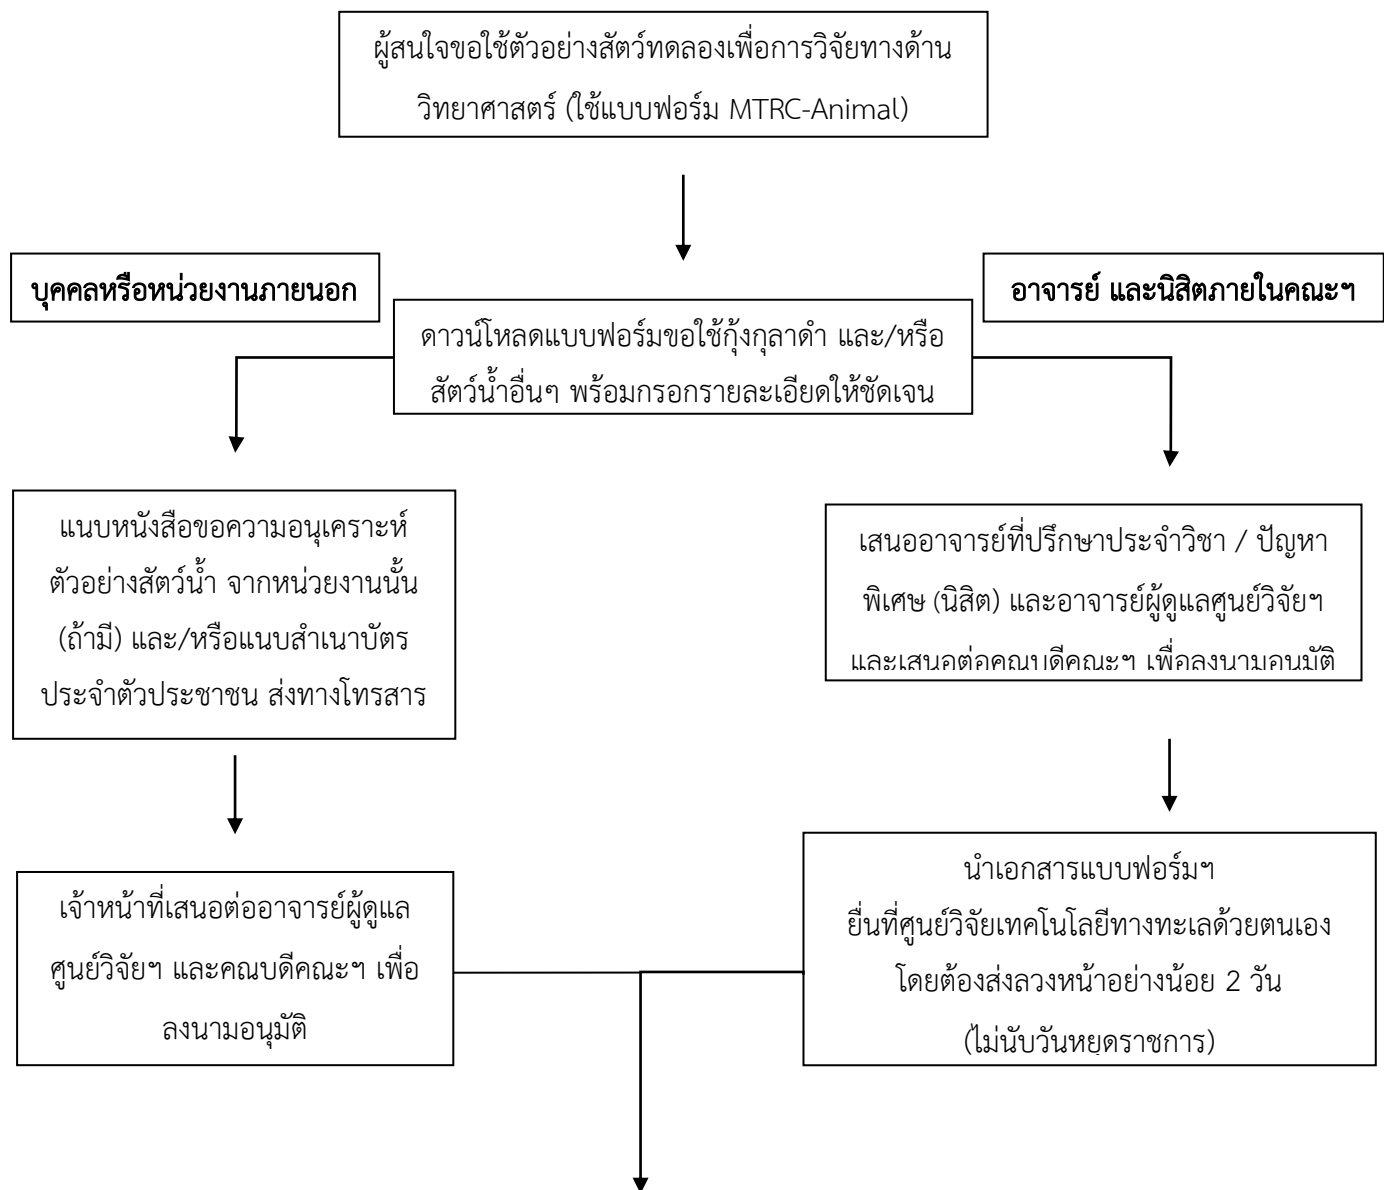 ผู้สนใจขอใช้ตัวอย่างสัตว์ทดลองเพื่อการวิจัยทางด้าน
วิทยาศาสตร์ (ใช้แบบฟอร์ม MTRC-Animal)
บุคคลหรือหน่วยงานภายนอก
อาจารย์ และนิสิตภายในคณะฯ
ดาวน์โหลดแบบฟอร์มขอใช้กุ้งกุลาดำ และ/หรือ
สัตว์น้ำอื่นๆ พร้อมกรอกรายละเอียดให้ชัดเจน
แนบหนังสือขอความอนุเคราะห์
ตัวอย่างสัตว์น้ำ จากหน่วยงานนั้น
(ถ้ามี) และ/หรือแนบสำเนาบัตร
ประจำตัวประชาชน ส่งทางโทรสาร
เสนออาจารย์ที่ปรึกษาประจำวิชา / ปัญหา
พิเศษ (นิสิต) และอาจารย์ผู้ดูแลศูนย์วิจัยฯ
และเสนอต่อคณบดีคณะฯ เพื่อลงนามอนุมัติ
เจ้าหน้าที่เสนอต่ออาจารย์ผู้ดูแล
ศูนย์วิจัยฯ และคณบดีคณะฯ เพื่อ
ลงนามอนุมัติ
นำเอกสารแบบฟอร์มฯ
ยื่นที่ศูนย์วิจัยเทคโนโลยีทางทะเลด้วยตนเอง
โดยต้องส่งลวงหน้าอย่างน้อย 2 วัน
(ไม่นับวันหยุดราชการ)